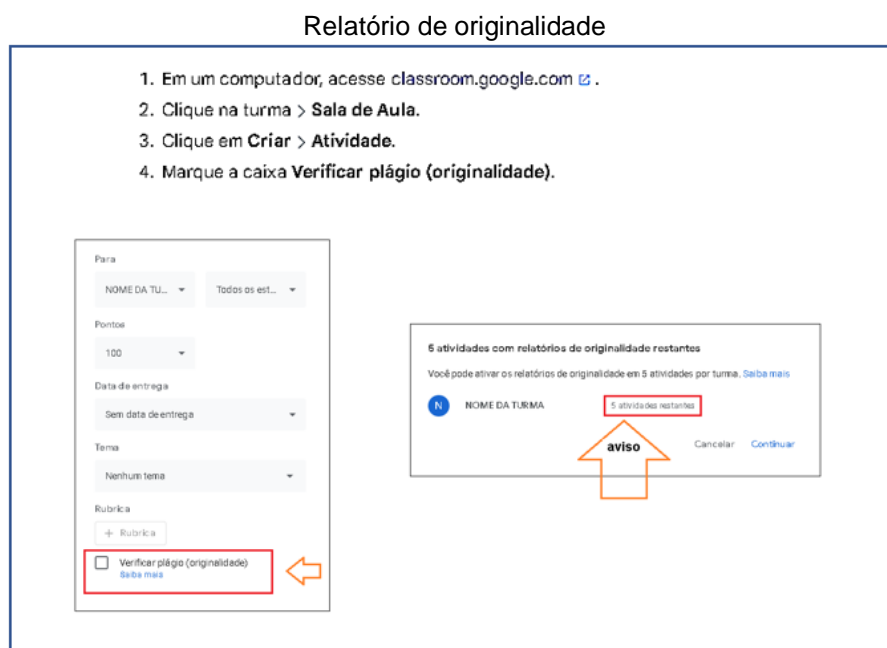 Relatório de originalidade
1. Em um computador, acesse classroom.google.com.
2. Clique na turma > Sala de Aula.
3. Clique em Criar > Atividade.
4. Marque a caixa Verificar plágio (originalidade).
Para
NOME DA TU... Todos os est...
Pontos
100
Data de entrega
Sem data de entrega
Tema
Nenhum tema
Rubrica
+ Rubrica
Verificar plágio (originalidade)
Saiba mais
5 atividades com relatórios de originalidade restantes
Você pode ativar os relatórios de originalidade em 5 atividades por turma. Saiba mais
N NOME DA TURMA 5 atividades restantes
aviso
Cancelar Continuar